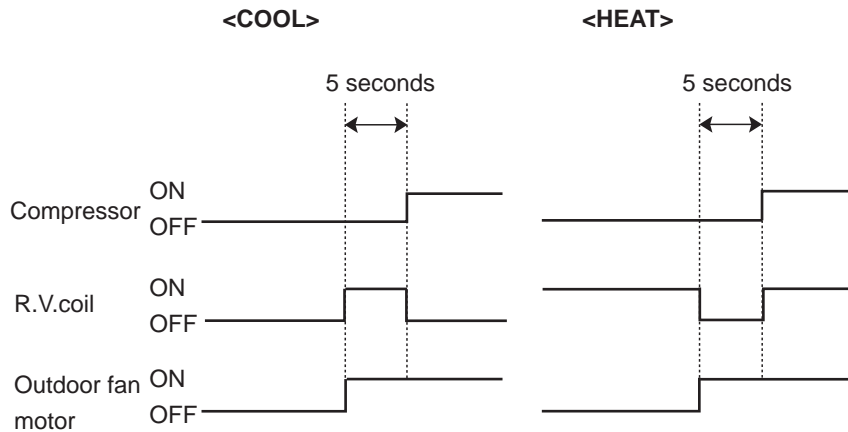 <COOL> <HEAT>
5 seconds 5 seconds
Compressor ON
OFF
R.V.coil ON
OFF
Outdoor fan motor ON
OFF